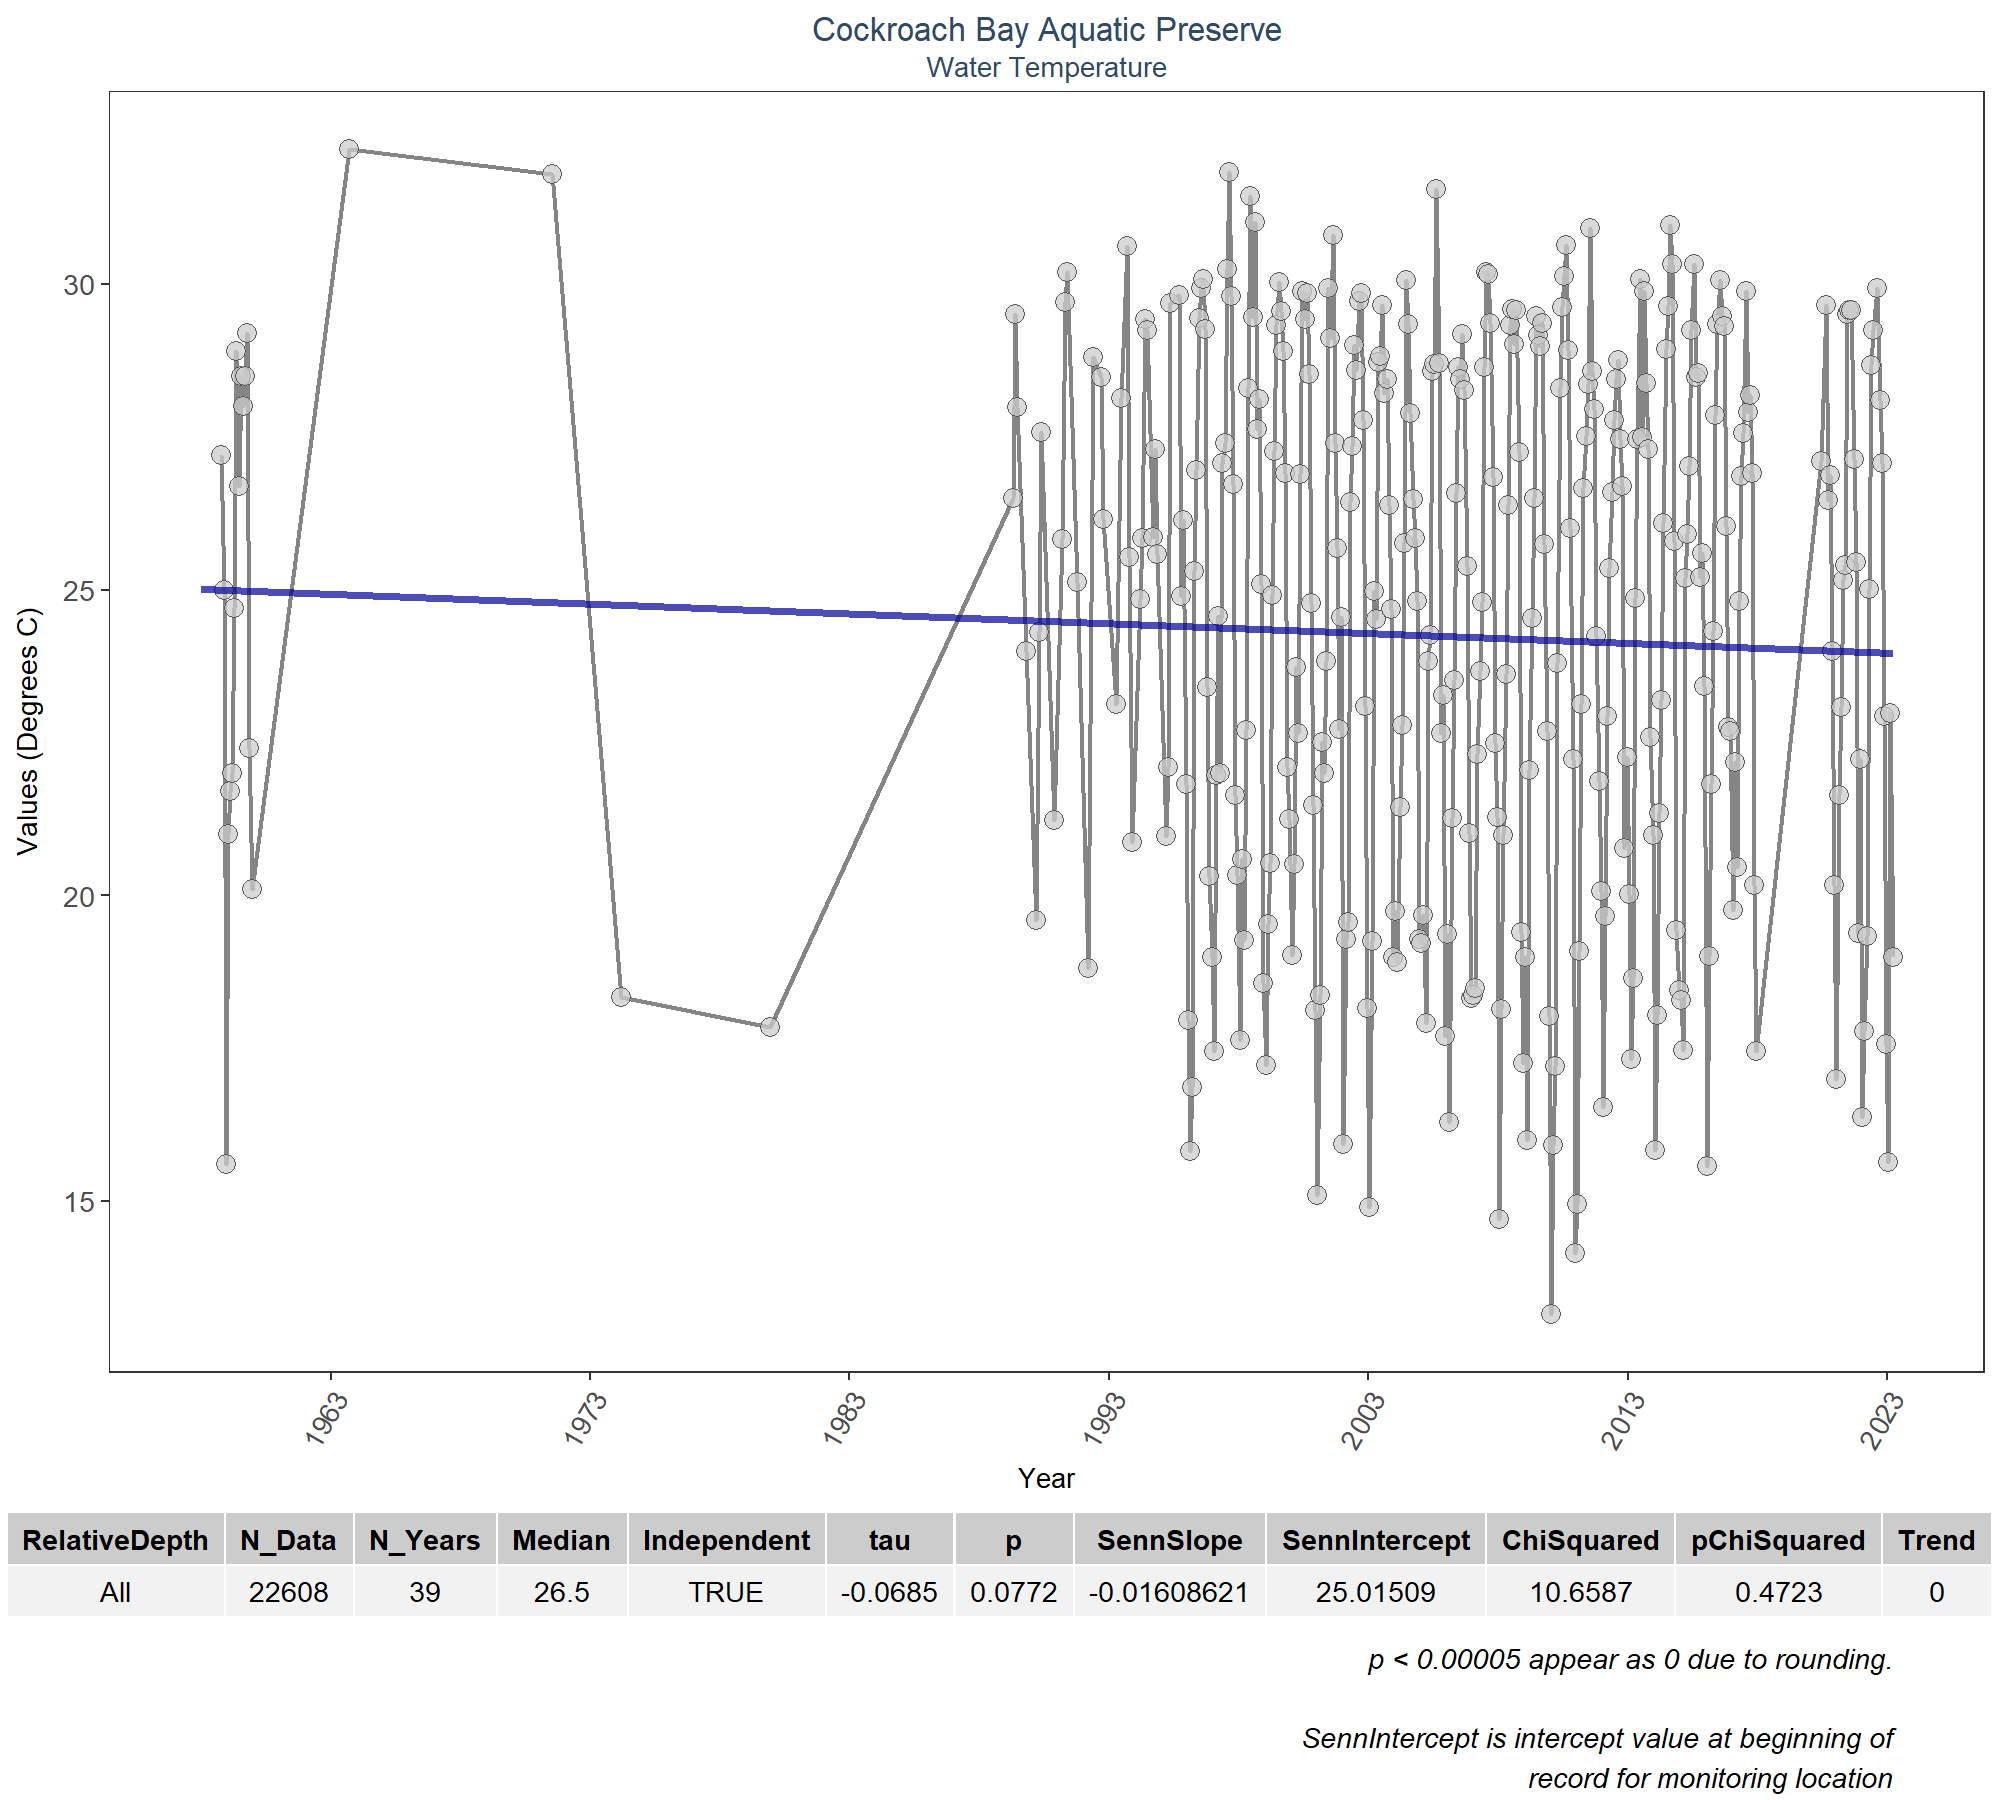 Cockroach Bay Aquatic Preserve
Water Temperature
Values (Degrees C)
30
25
20
15
1963
1973
1983
1993
2003
2013
2023
Year
RelativeDepth N_Data N_Years Median Independent tau p SennSlope SennIntercept ChiSquared pChiSquared Trend
All 22608 39 26.5 TRUE -0.0685 0.0772 -0.01608621 25.01509 10.6587 0.4723 0
p < 0.00005 appear as 0 due to rounding.
SennIntercept is intercept value at beginning of
record for monitoring location